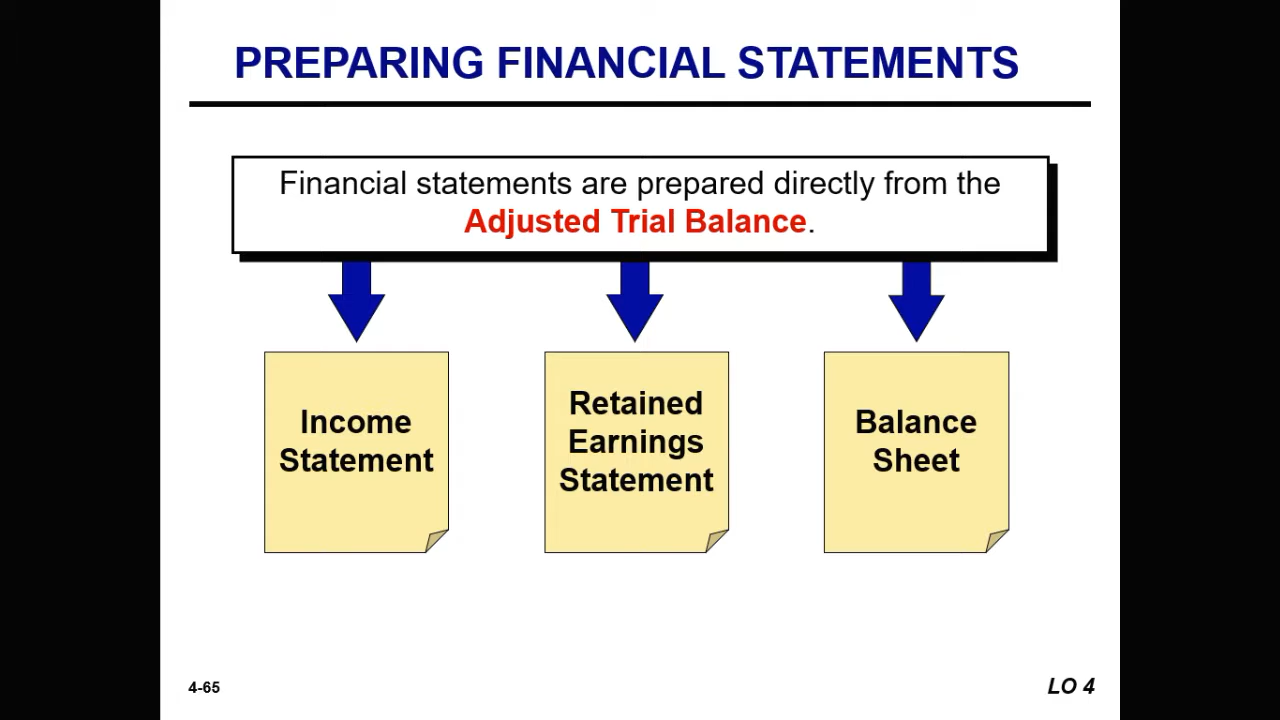 PREPARING FINANCIAL STATEMENTS
Financial statements are prepared directly from the
Adjusted Trial Balance.
Income
Statement
Retained
Earnings
Statement
Balance
Sheet
4-65
LO 4